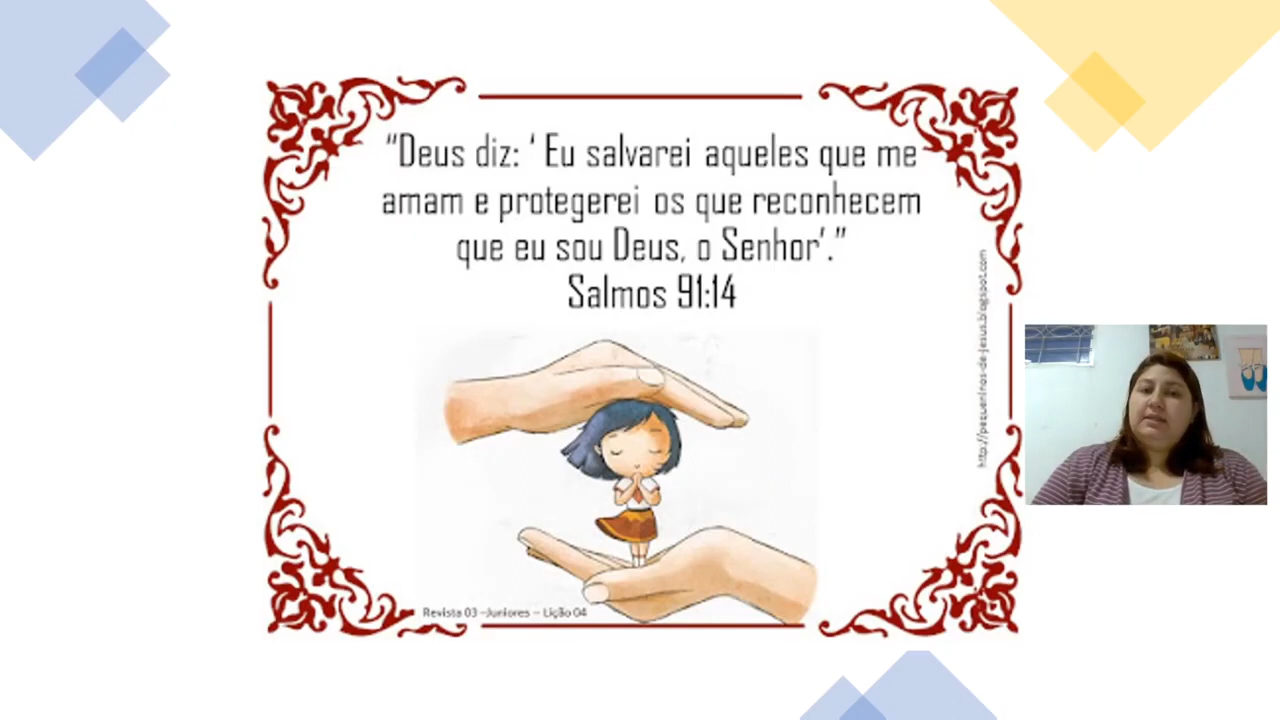 “Deus diz: ‘ Eu salvarei aqueles que me
amam e protegerei os que reconhecem
que eu sou Deus, o Senhor’.”
Salmos 91:14
http://pequeninos-de-jesus.blogspot.com
Revista 03 –Juniores – Lição 04